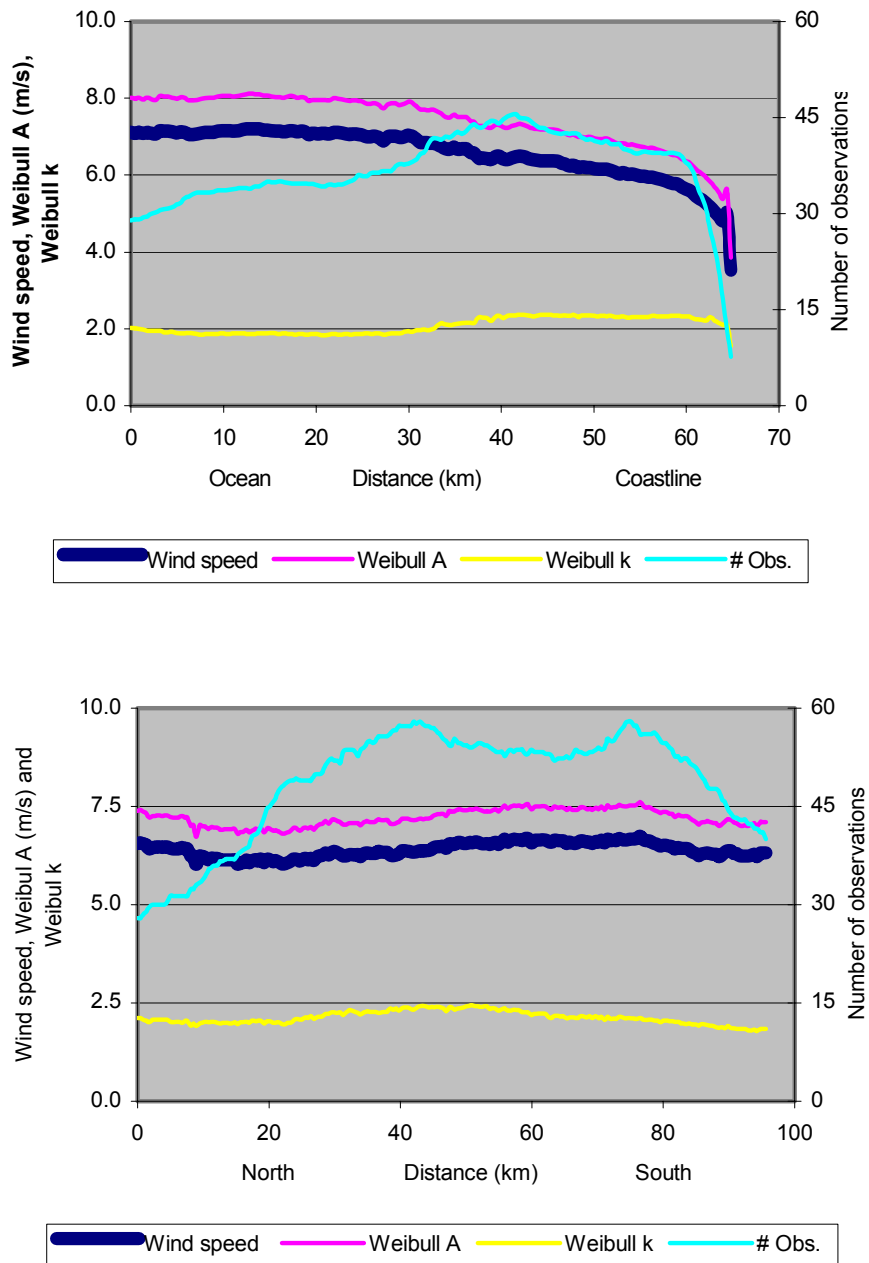 Wind speed, Weibull A (m/s),
Weibull k
10.0
8.0
6.0
4.0
2.0
0.0
60
45
30
15
0
Number of observations
0 10 20 30 40 50 60 70
Ocean Distance (km) Coastline
Wind speed Weibull A Weibull k # Obs.
Wind speed, Weibul A (m/s) and
Weibul k
10.0
7.5
5.0
2.5
0.0
60
45
30
15
0
Number of observations
0 20 40 60 80 100
North Distance (km) South
Wind speed Weibull A Weibull k # Obs.